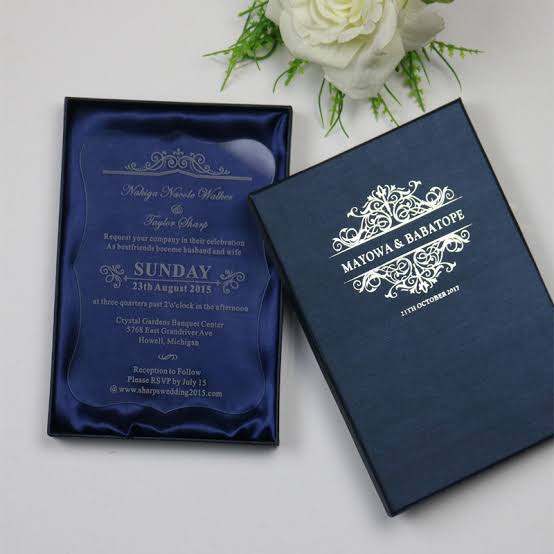 Nakiga Nacole Walker
&
Taylor Sharp
Request your company in their celebration
As bestfriends become husband and wife
SUNDAY
23th August 2015
at three quarters past 2'o'clock in the afternoon
Crystal Gardens Banquet Center
5768 East Grandriver Ave
Howell, Michigan
Reception to Follow
Please RSVP by July 15
@ www.sharpswedding2015.com
MAYOWA & BABATOPE
21TH OCTOBER 2017